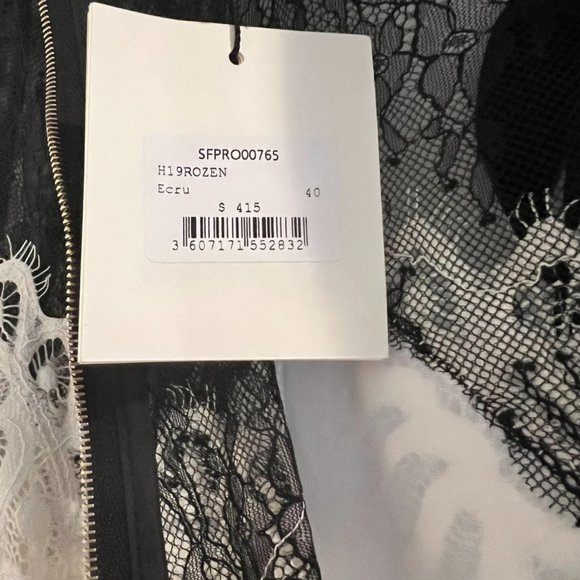 SFPRO00765
H19ROZEN
Ecru 40
$ 415
3 607171 552832